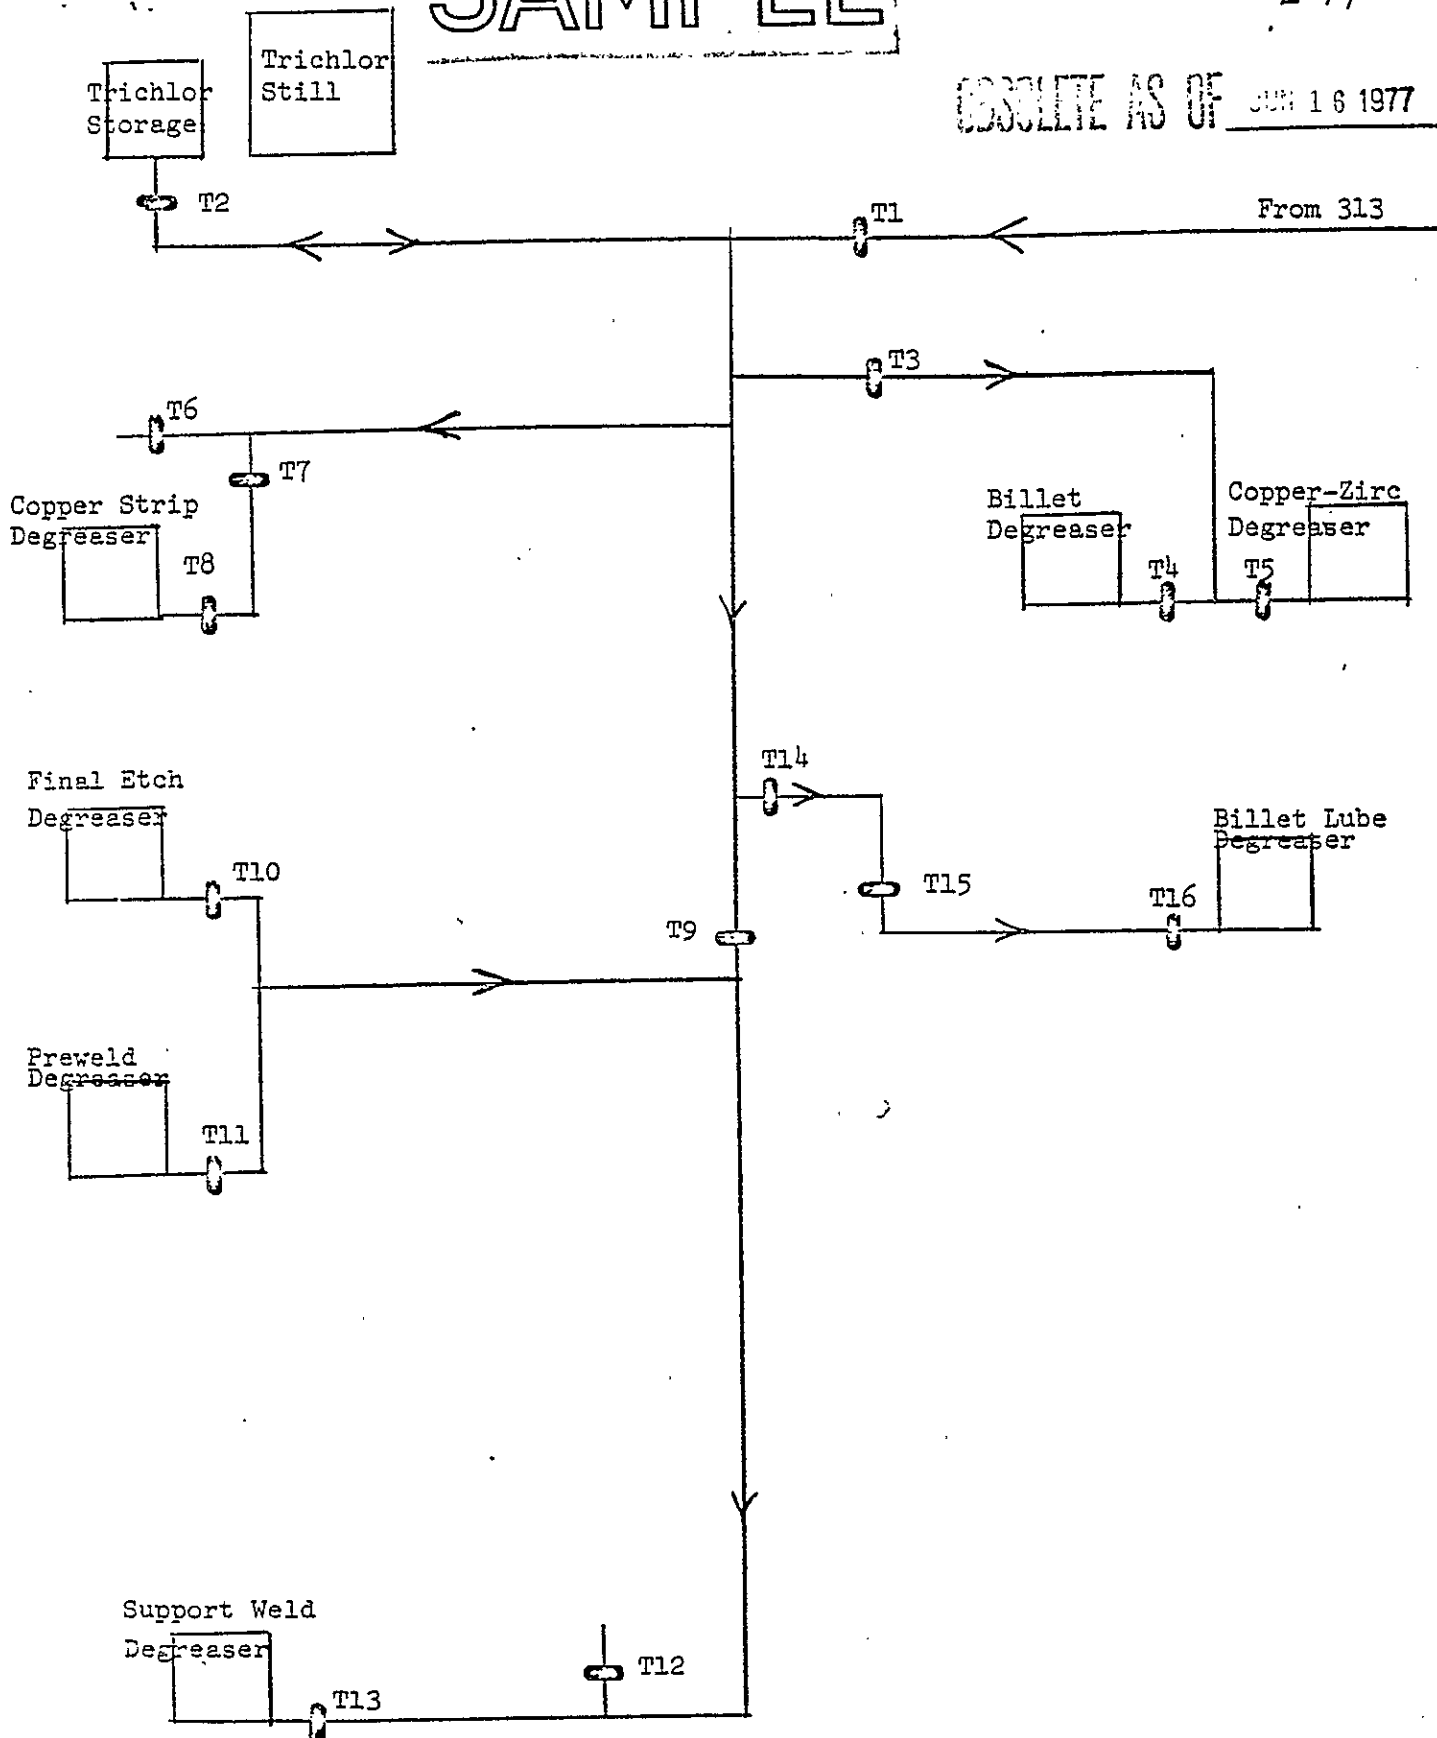 SAMPLE
Trichlor
Storage
Trichlor
Still
OBSOLETE AS OF JUN 16 1977
T2
T1
From 313
T3
T6
T7
Copper Strip
Degreaser
T8
Billet
Degreaser
T4
Copper-Zirc
Degreaser
T5
T14
Final Etch
Degreaser
T10
T15
Billet Lube
Degreaser
T16
T9
Preweld
Degreaser
T11
Support Weld
Degreaser
T12
T13